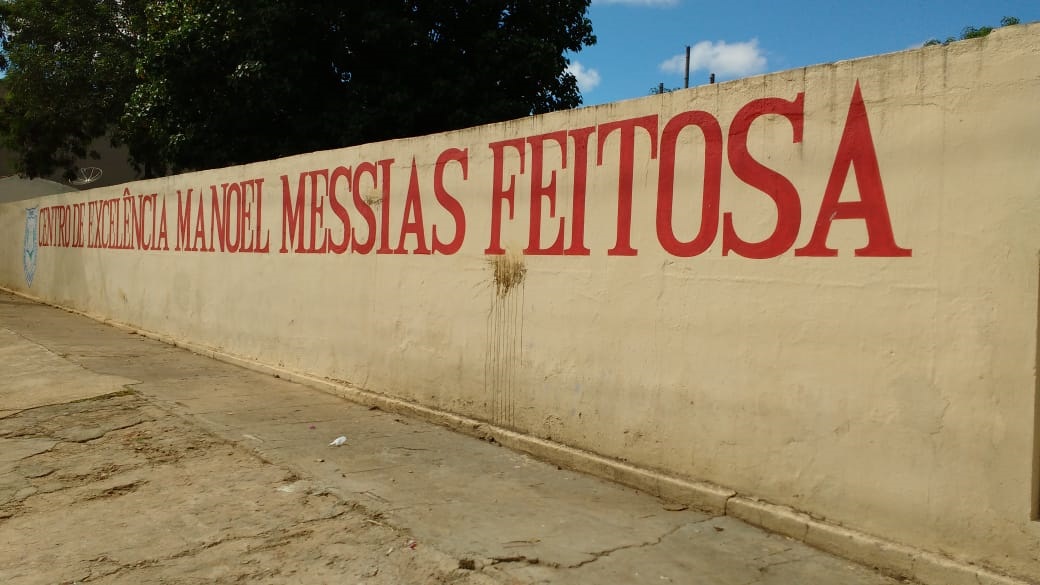 CENTRO DE EXCELÊNCIA MANOEL MESSIAS FEITOSA